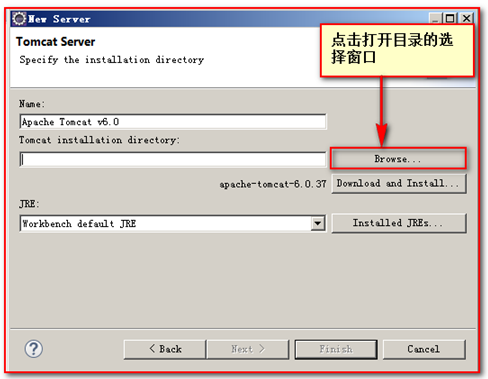 New Server
Tomcat Server
Specify the installation directory
点击打开目录的选
择窗口
Name:
Apache Tomcat v6.0
Tomcat installation directory:
Browse...
apache-tomcat-6.0.37
Download and Install...
JRE:
Workbench default JRE
Installed JREs...
?
< Back
Next >
Finish
Cancel